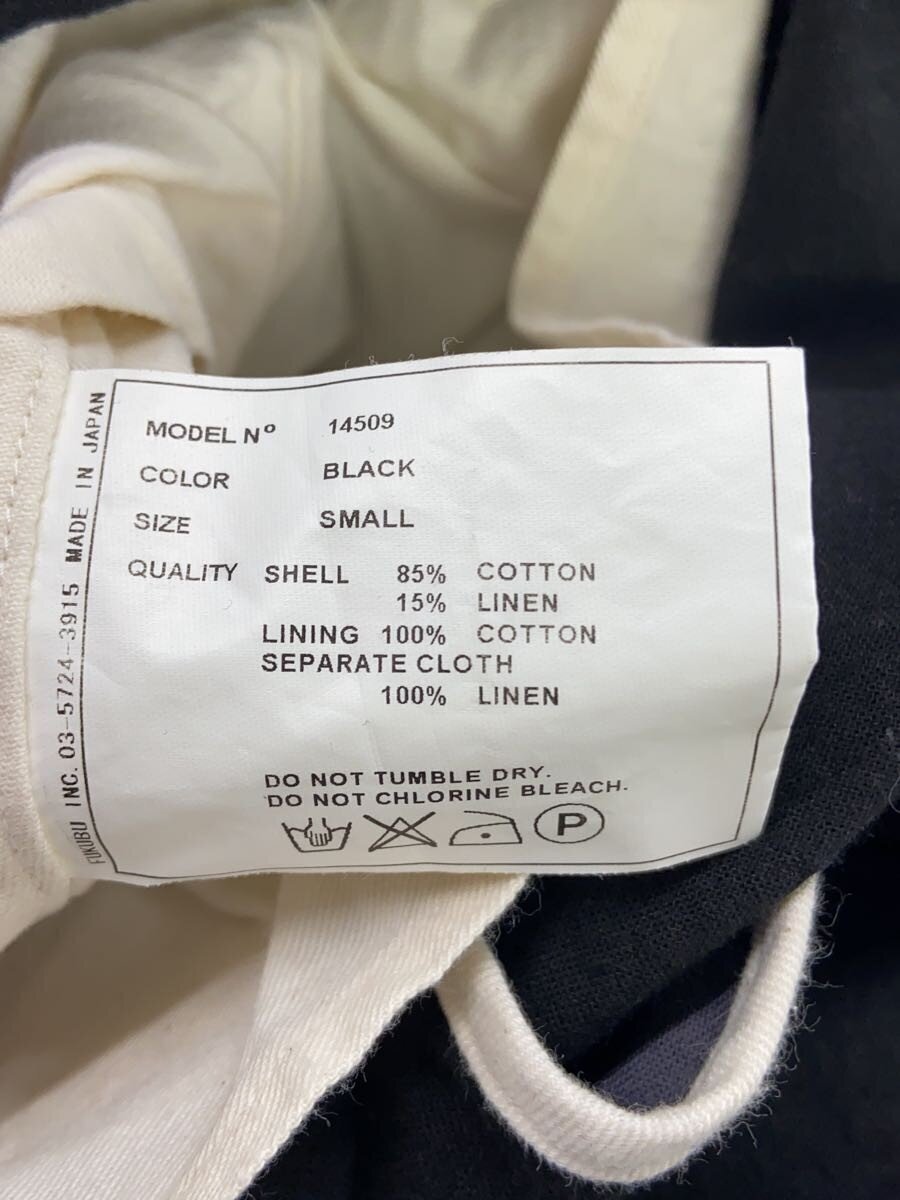 MODEL Nº 14509
COLOR BLACK
SIZE SMALL
QUALITY SHELL 85% COTTON
15% LINEN
LINING 100% COTTON
SEPARATE CLOTH
100% LINEN
DO NOT TUMBLE DRY.
DO NOT CHLORINE BLEACH.
P
FUKUBU INC. 03-5724-3915 MADE IN JAPAN